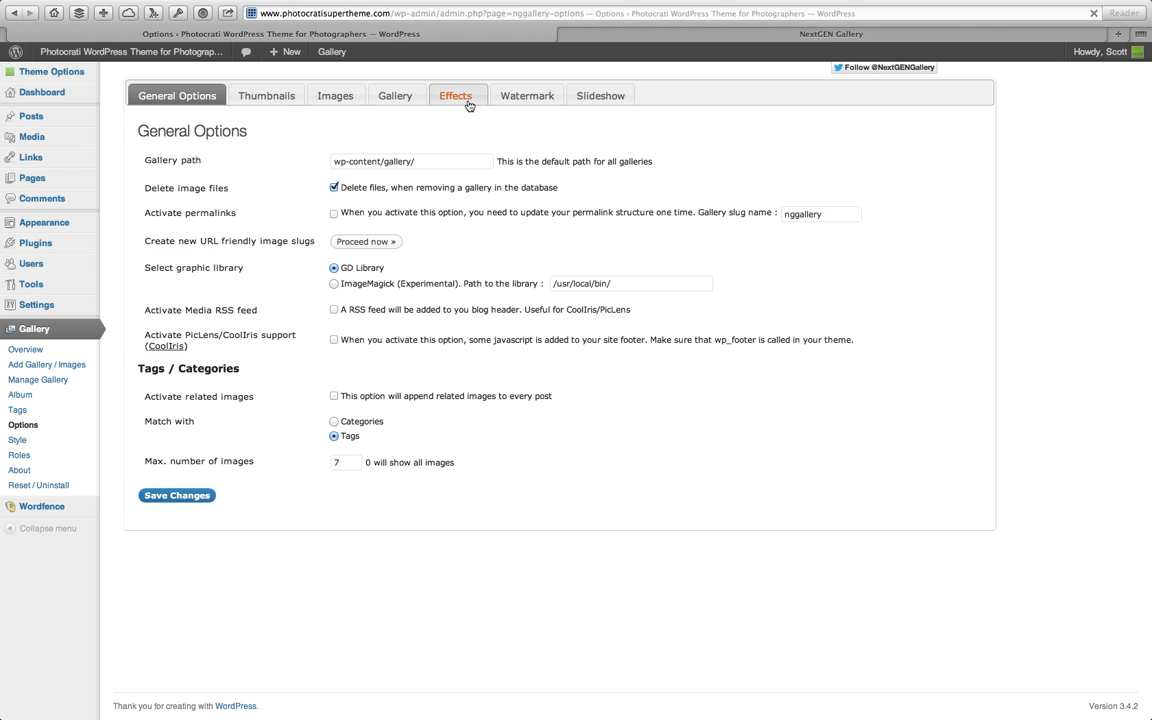 www.photocratisupertheme.com/wp-admin/admin.php?page=nggallery-options — Options ‹ Photocrati WordPress Theme for Photographers — WordPress
Reader
Options ‹ Photocrati WordPress Theme for Photographers — WordPress
NextGEN Gallery
Photocrati WordPress Theme for Photograp...
+ New
Gallery
Howdy, Scott
Theme Options
Dashboard
Posts
Media
Links
Pages
Comments
Appearance
Plugins
Users
Tools
Settings
Gallery
Overview
Add Gallery / Images
Manage Gallery
Album
Tags
Options
Style
Roles
About
Reset / Uninstall
Wordfence
Collapse menu
Follow @NextGENGallery
General Options
Thumbnails
Images
Gallery
Effects
Watermark
Slideshow
General Options
Gallery path
wp-content/gallery/ This is the default path for all galleries
Delete image files
Delete files, when removing a gallery in the database
Activate permalinks
When you activate this option, you need to update your permalink structure one time. Gallery slug name : nggallery
Create new URL friendly image slugs
Proceed now »
Select graphic library
GD Library
ImageMagick (Experimental). Path to the library : /usr/local/bin/
Activate Media RSS feed
A RSS feed will be added to you blog header. Useful for CoolIris/PicLens
Activate PicLens/CoolIris support
(CoolIris)
When you activate this option, some javascript is added to your site footer. Make sure that wp_footer is called in your theme.
Tags / Categories
Activate related images
This option will append related images to every post
Match with
Categories
Tags
Max. number of images
7 0 will show all images
Save Changes
Thank you for creating with WordPress.
Version 3.4.2